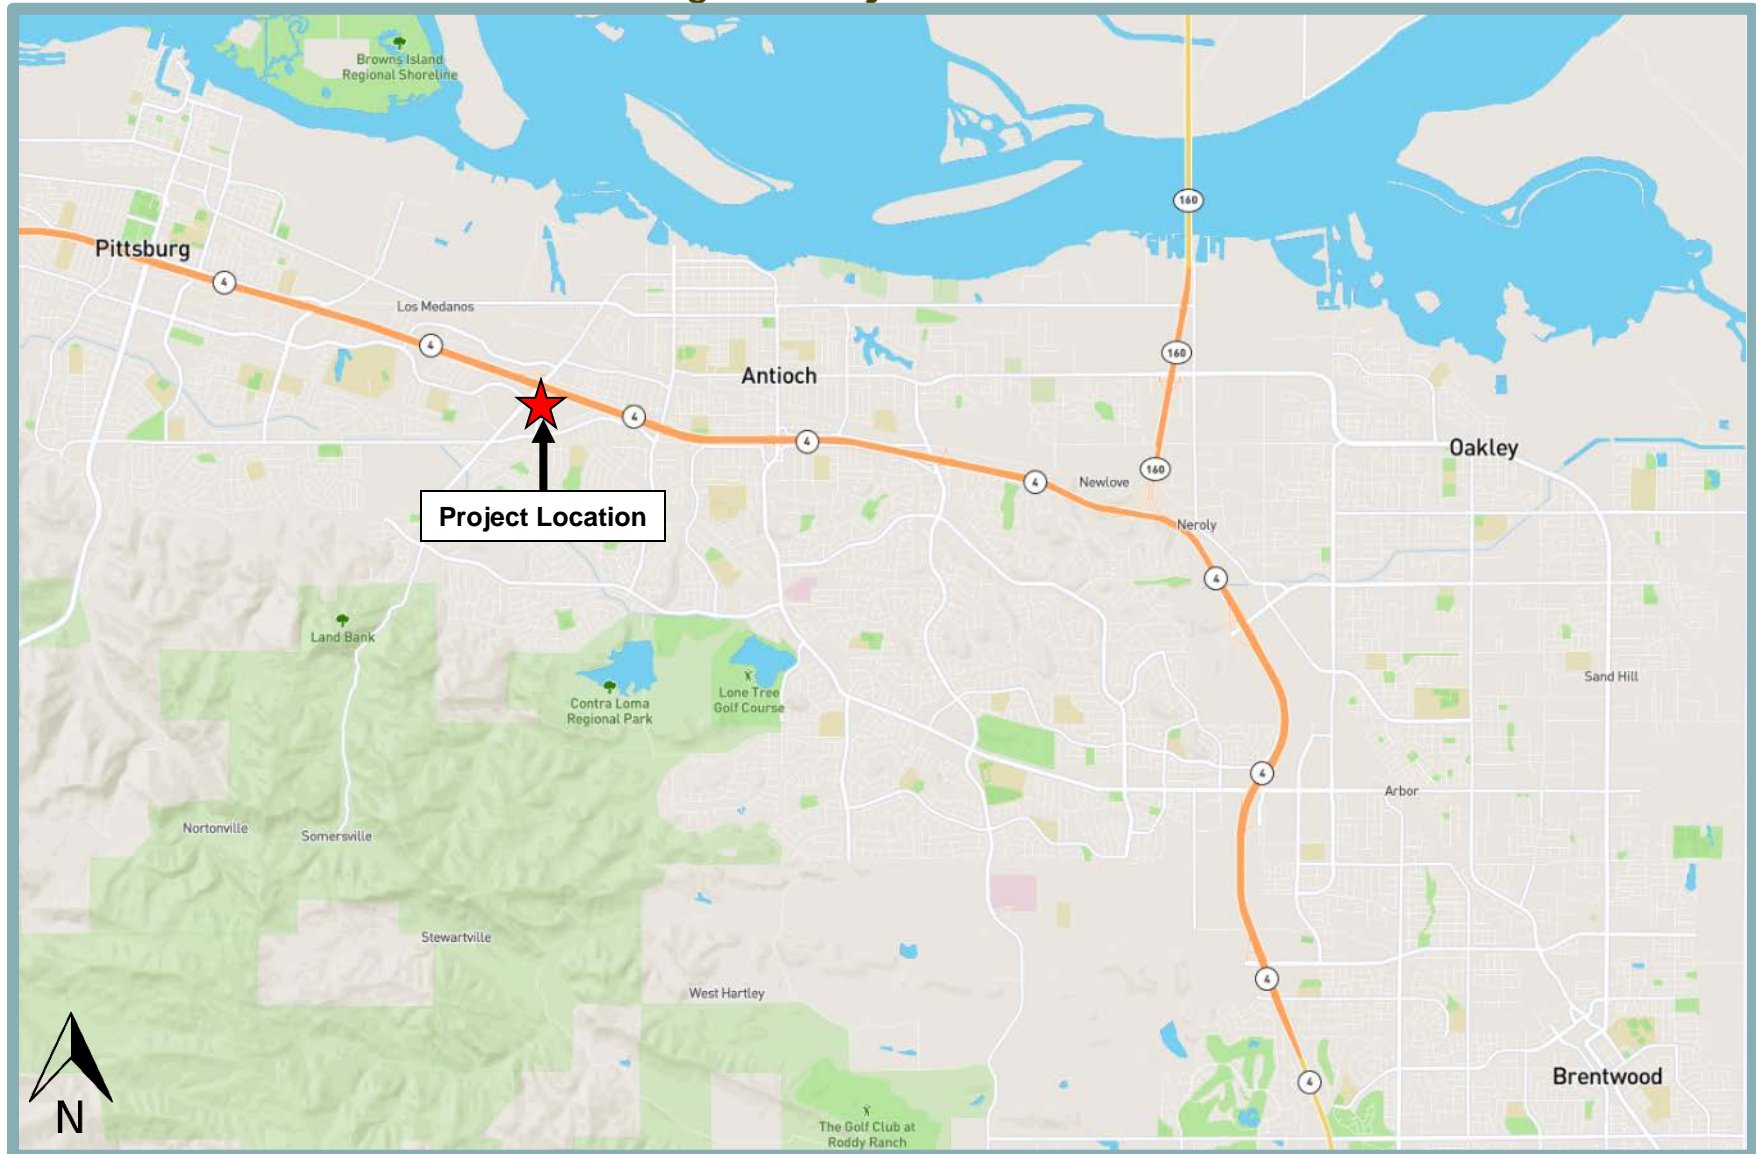 Browns Island
Regional Shoreline
160
Pittsburg
4
Los Medanos
4
160
Antioch
4
4
Oakley
160
4
Newlove
Project Location
Neroly
4
Land Bank
Sand Hill
Lone Tree
Golf Course
Contra Loma
Regional Park
4
Arbor
Nortonville
Somersville
Stewartville
4
West Hartley
Brentwood
4
N
The Golf Club at
Roddy Ranch